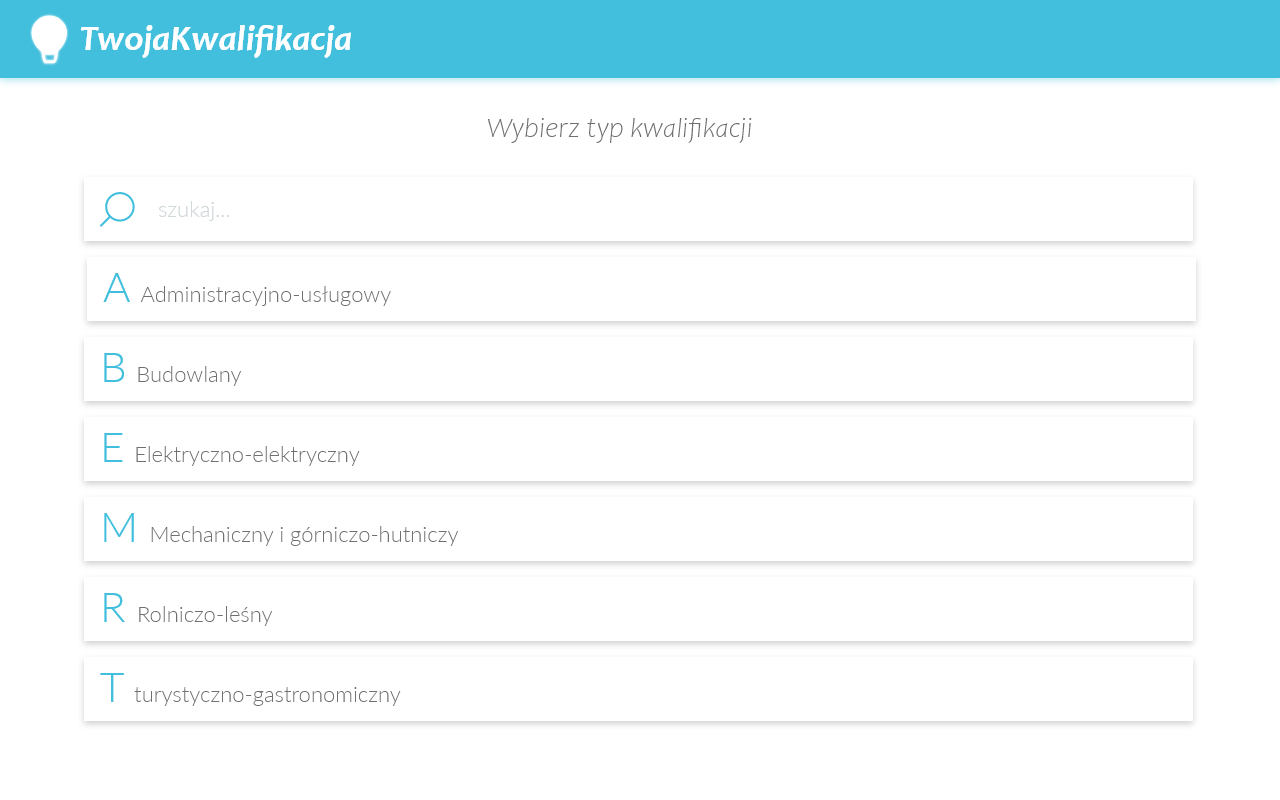 TwojaKwalifikacja
Wybierz typ kwalifikacji
szukaj...
A Administracyjno-usługowy
B Budowlany
E Elektryczno-elektryczny
M Mechaniczny i górniczo-hutniczy
R Rolniczo-leśny
T turystyczno-gastronomiczny